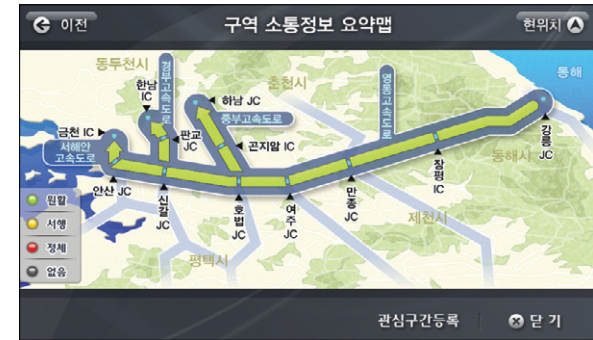 이전
구역 소통정보 요약맵
현위치
동두천시
한남
IC
경부고속도로
하남 JC
춘천시
중부고속도로
영동고속도로
동해
금천 IC
서해안
고속도로
판교
JC
곤지암 IC
강릉
JC
동해시
장평
IC
안산 JC
신갈
JC
호법
JC
여주
JC
만종
JC
제천시
평택시
원활
서행
정체
없음
관심구간등록
닫 기